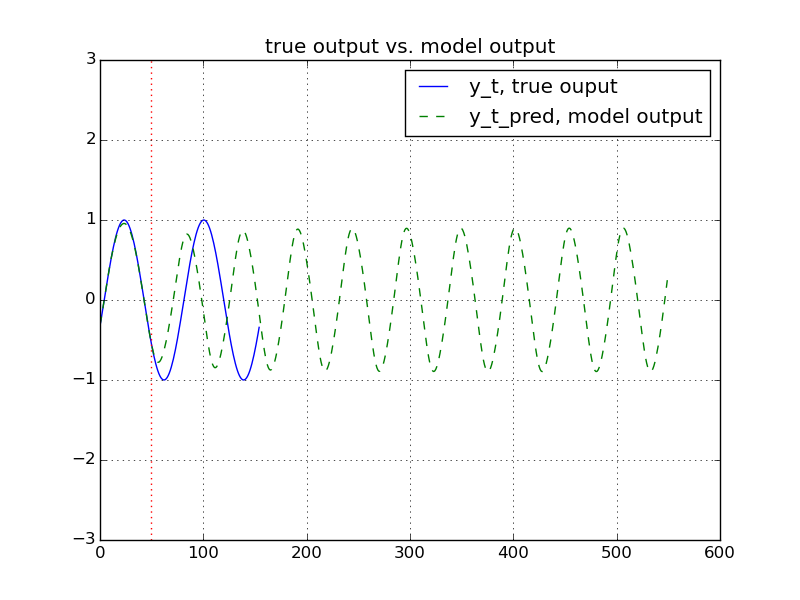 true output vs. model output
y_t, true ouput
y_t_pred, model output
3
2
1
0
−1
−2
−3
0 100 200 300 400 500 600